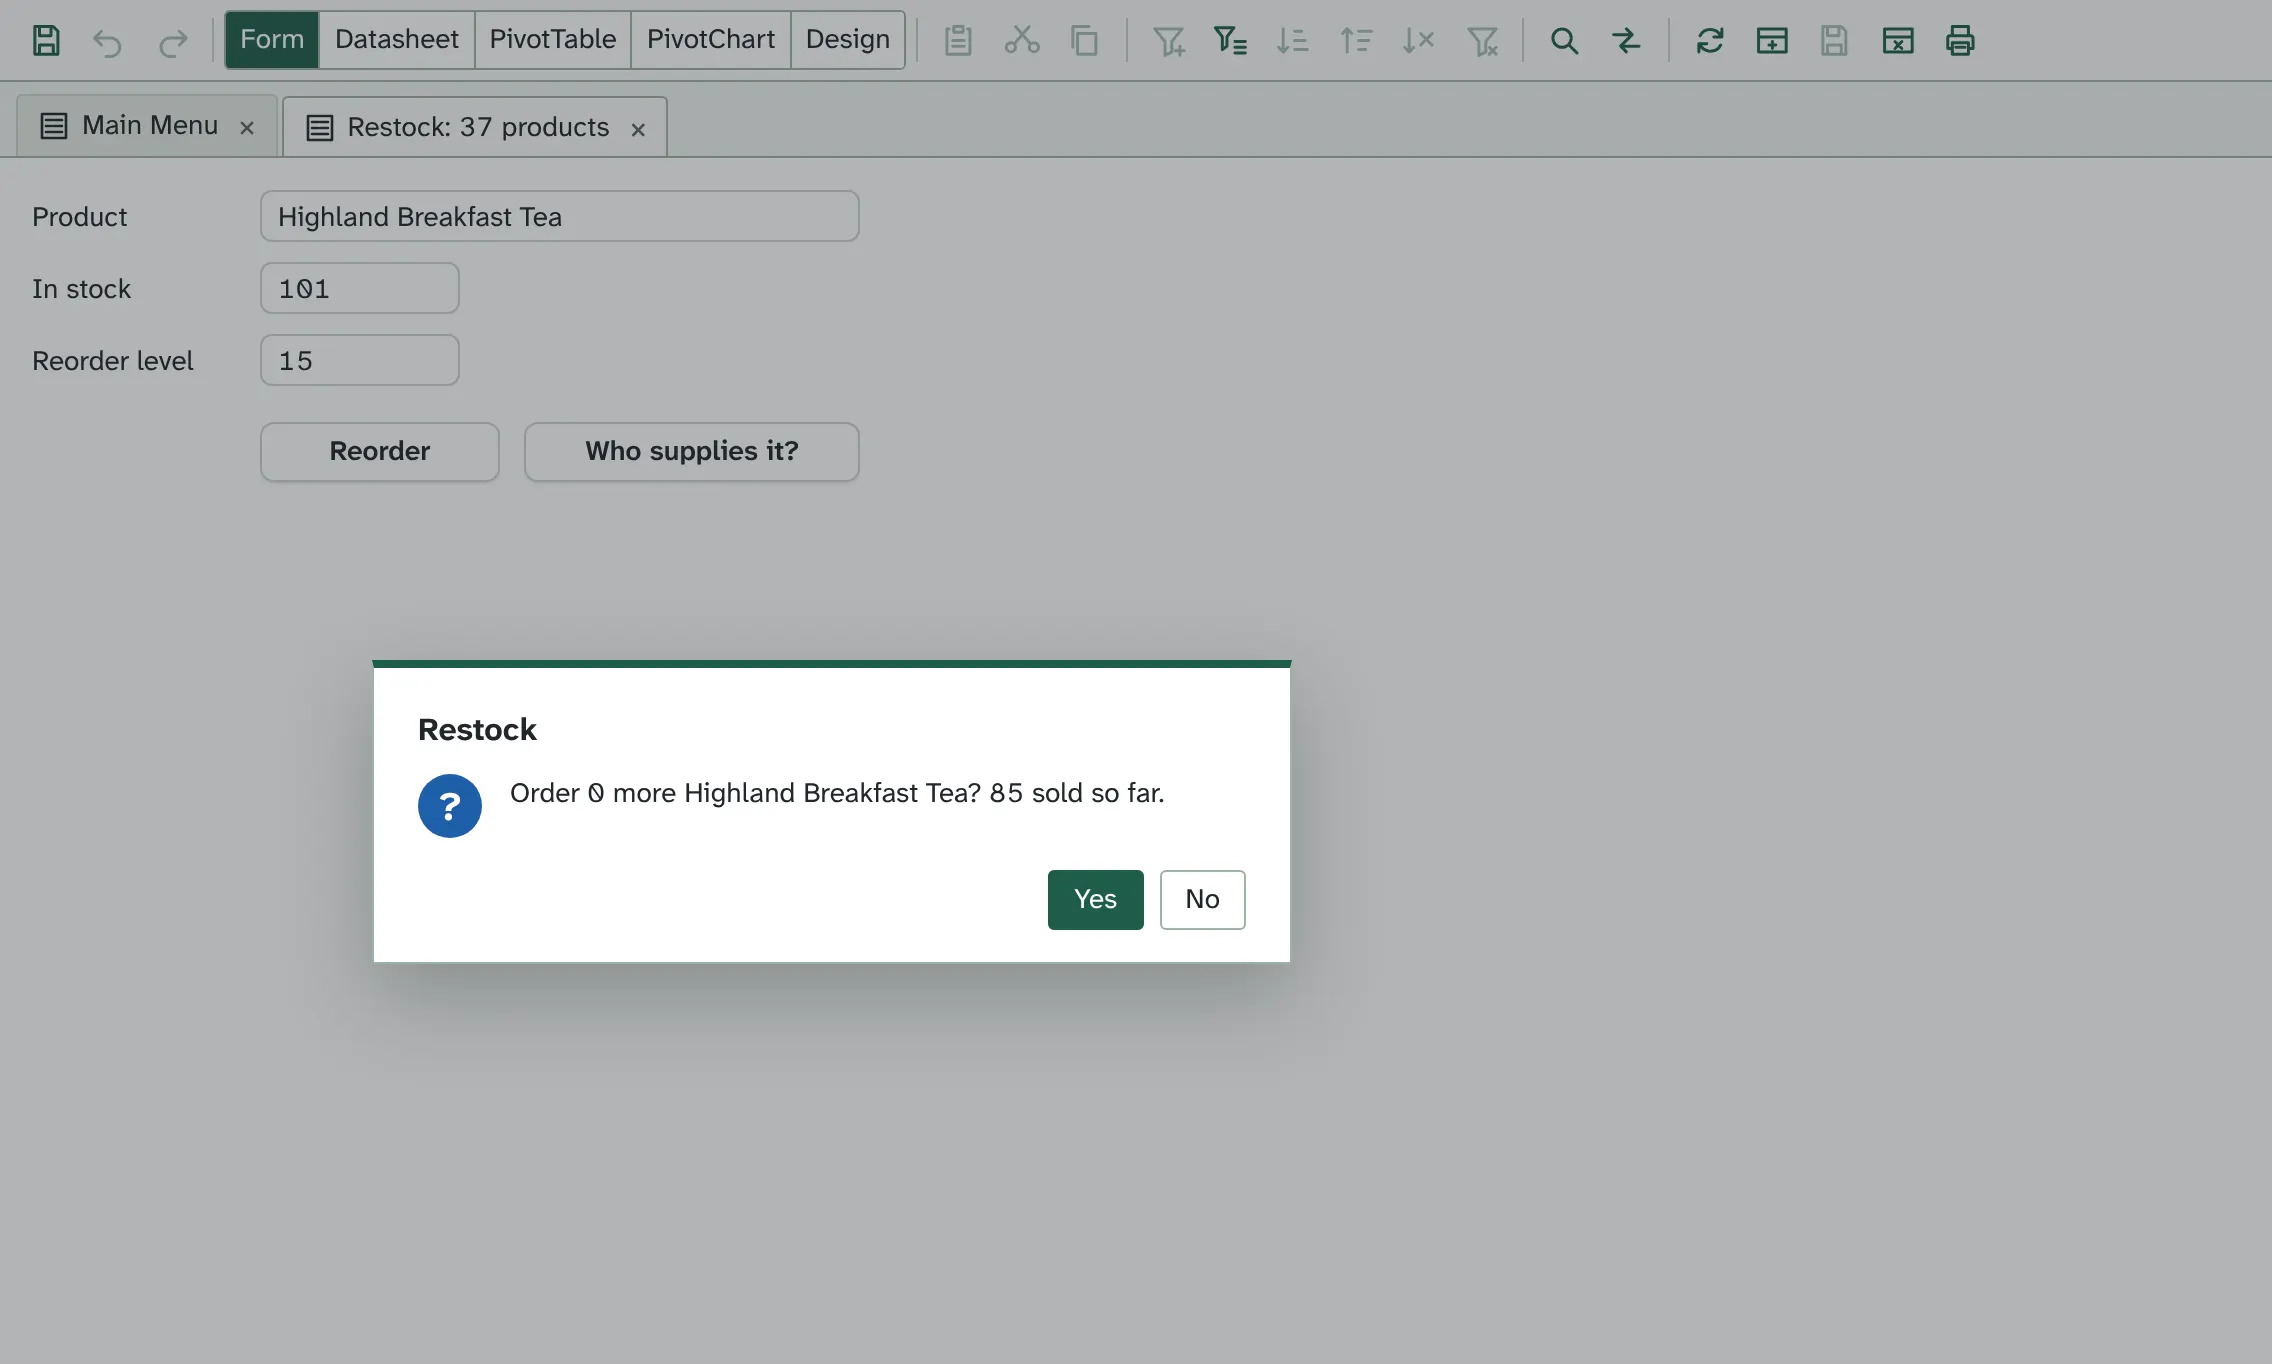 Form Datasheet PivotTable PivotChart Design
Main Menu × Restock: 37 products ×
Product Highland Breakfast Tea
In stock 101
Reorder level 15
Reorder Who supplies it?
Restock
? Order 0 more Highland Breakfast Tea? 85 sold so far.
Yes No